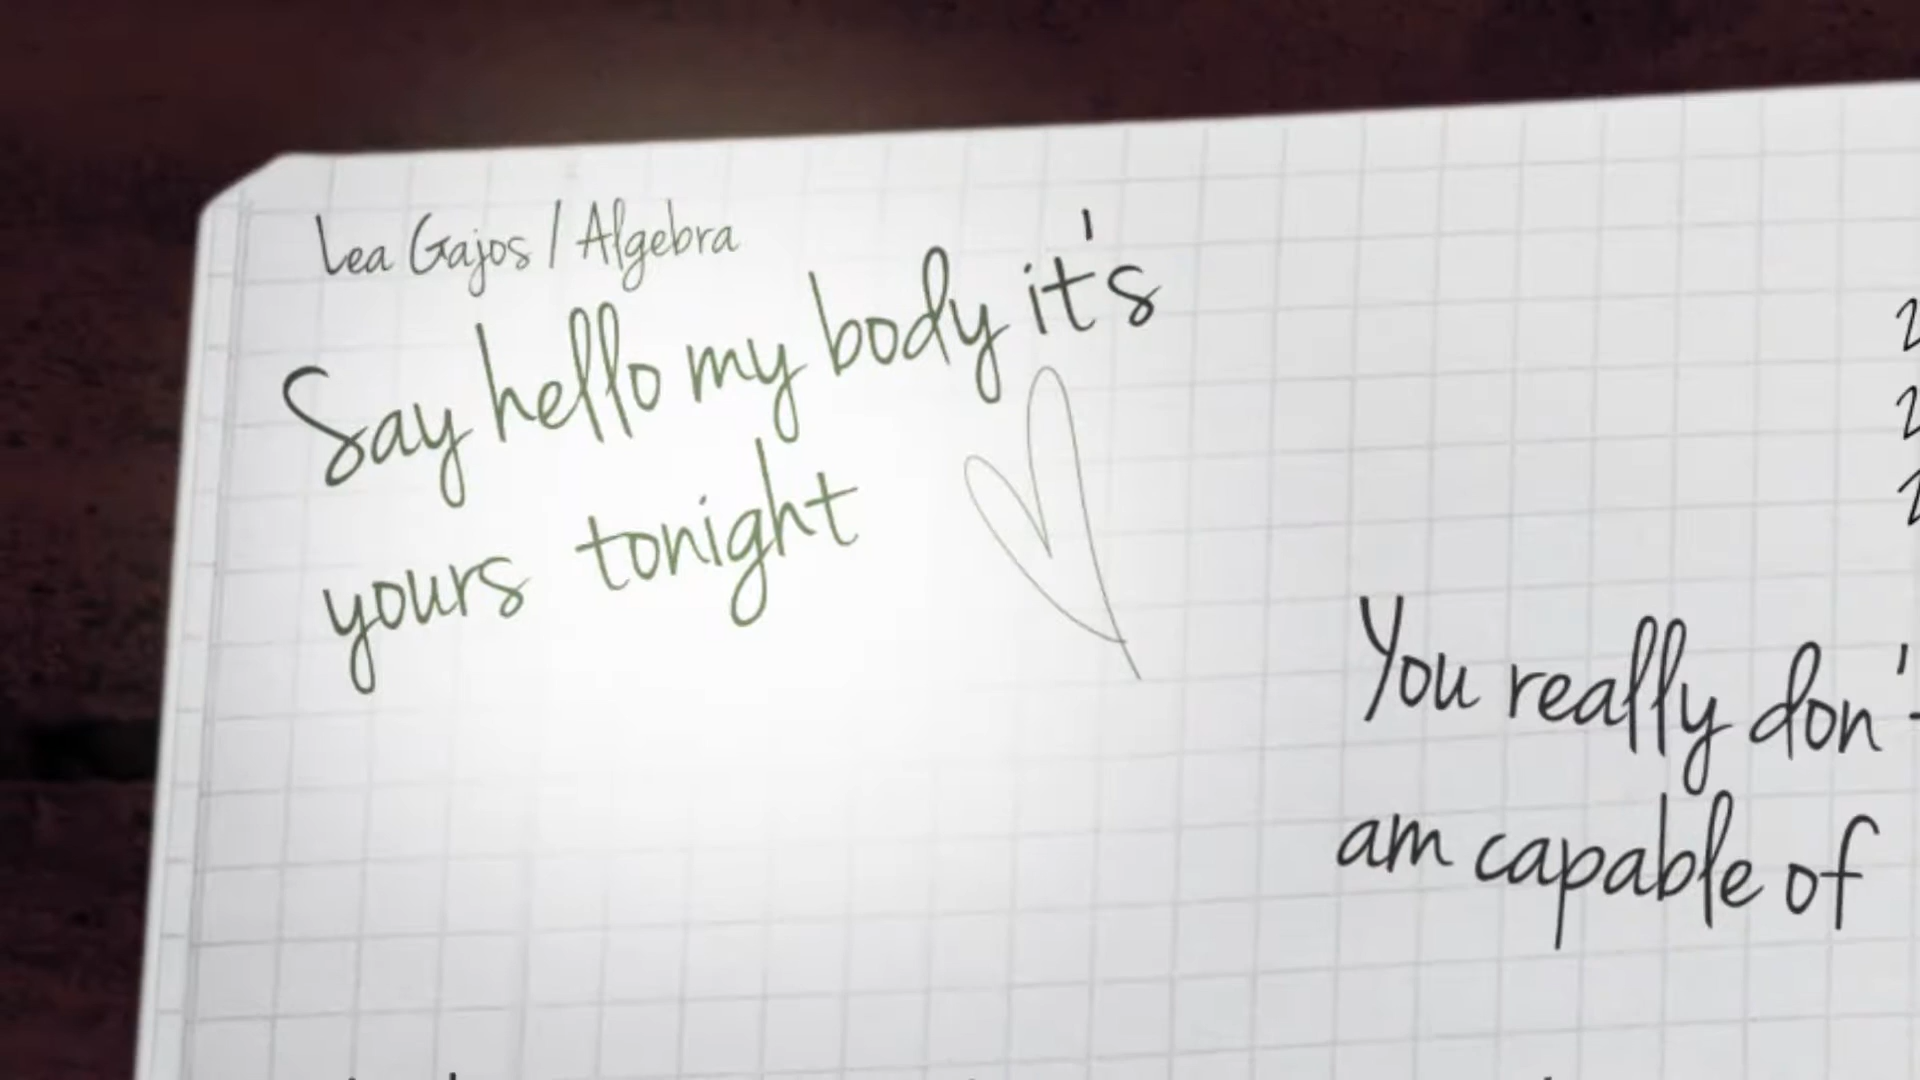 Lea Gajos / Algebra
Say hello my body it's
yours tonight
You really don'
am capable of